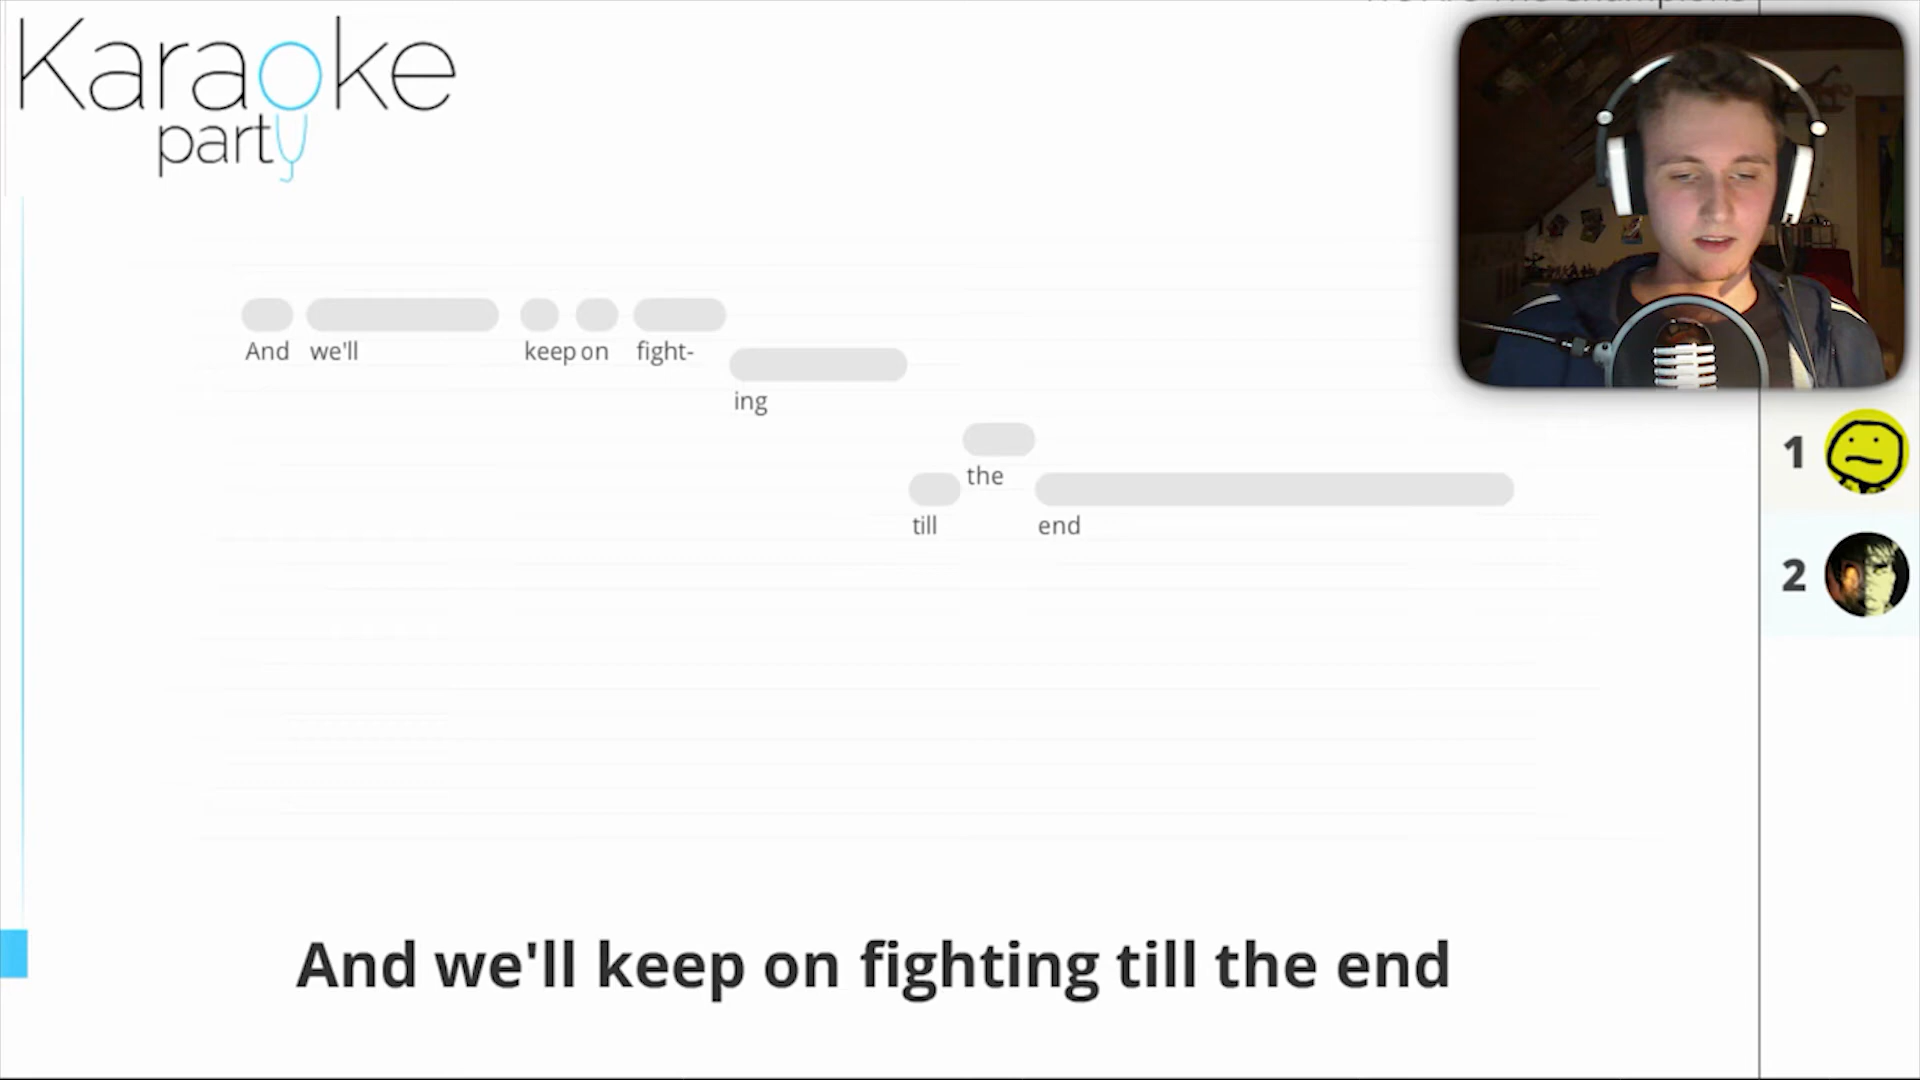 Karaoke
party
And we'll keep on fight-
ing
the
till end
1
2
And we'll keep on fighting till the end